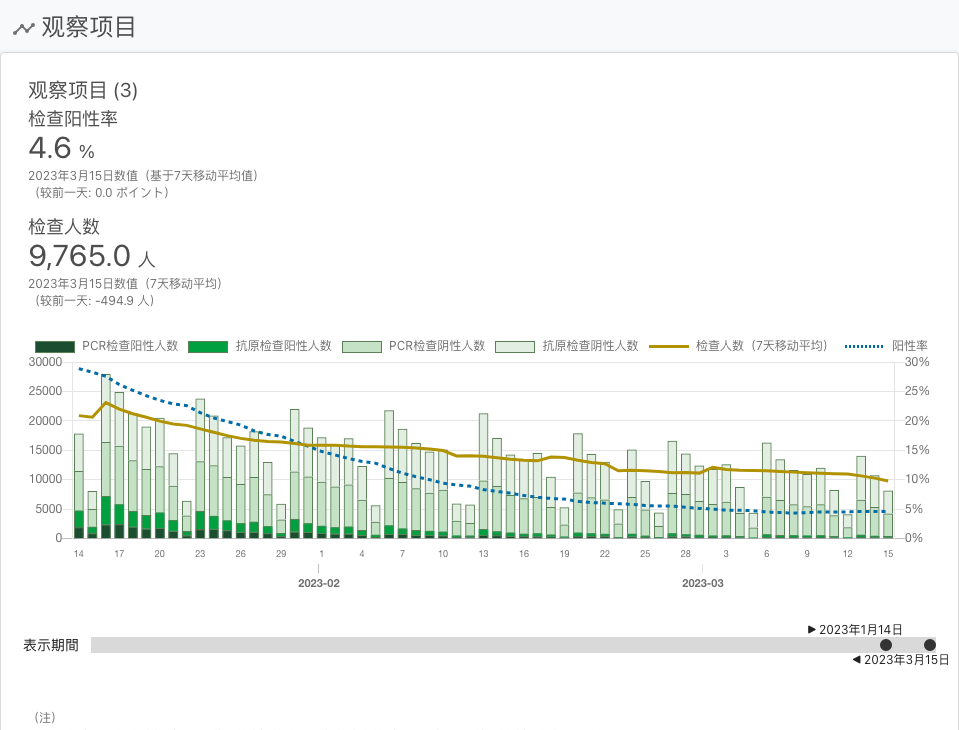 观察项目
观察项目 (3)
检查阳性率
4.6 %
2023年3月15日数值（基于7天移动平均值）
（较前一天: 0.0 ポイント）
检查人数
9,765.0 人
2023年3月15日数值（7天移动平均）
（较前一天: -494.9 人）
PCR检查阳性人数 抗原检查阳性人数 PCR检查阴性人数 抗原检查阴性人数 检查人数（7天移动平均） 阳性率
30000 30%
25000 25%
20000 20%
15000 15%
10000 10%
5000 5%
0 0%
14 17 20 23 26 29 1 4 7 10 13 16 19 22 25 28 3 6 9 12 15
2023-02 2023-03
►2023年1月14日
表示期間
◄2023年3月15日
（注）